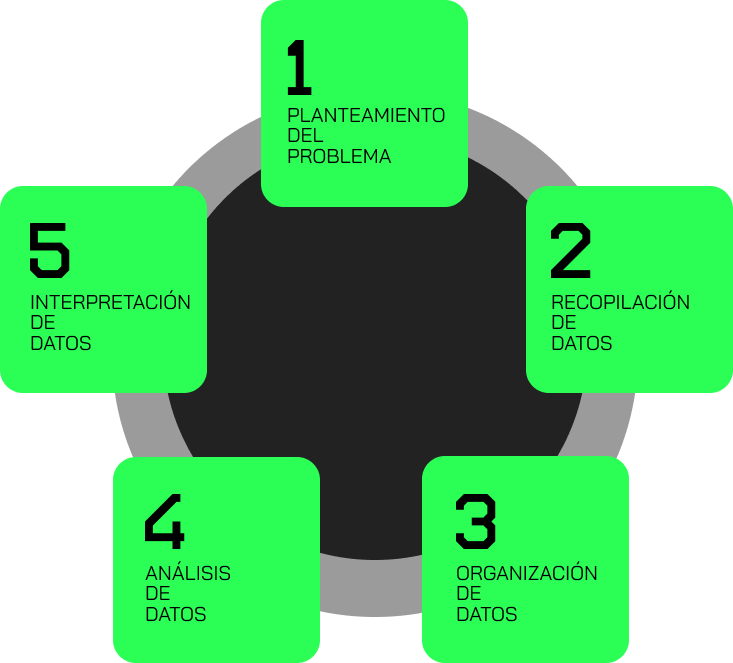 1
PLANTEAMIENTO
DEL
PROBLEMA
2
RECOPILACIÓN
DE
DATOS
3
ORGANIZACIÓN
DE
DATOS
4
ANÁLISIS
DE
DATOS
5
INTERPRETACIÓN
DE
DATOS